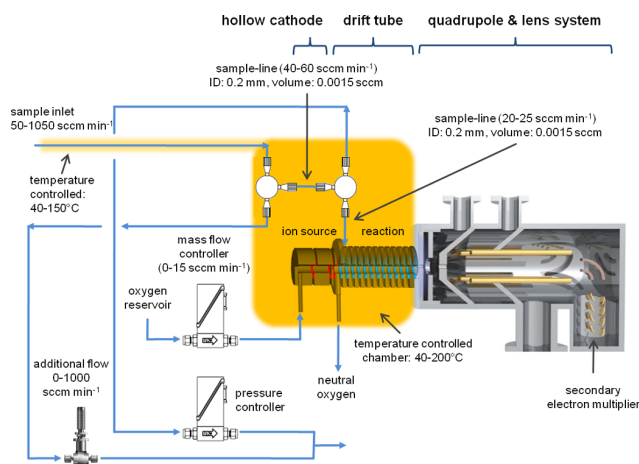 hollow cathode
drift tube
quadrupole & lens system
sample-line (40-60 sccm min⁻¹)
ID: 0.2 mm, volume: 0.0015 sccm
sample inlet
50-1050 sccm min⁻¹
sample-line (20-25 sccm min⁻¹)
ID: 0.2 mm, volume: 0.0015 sccm
temperature
controlled:
40-150°C
ion source
reaction
mass flow
controller
(0-15 sccm min⁻¹)
oxygen
reservoir
temperature controlled
chamber: 40-200°C
additional flow
0-1000
sccm min⁻¹
neutral
oxygen
pressure
controller
secondary
electron multiplier